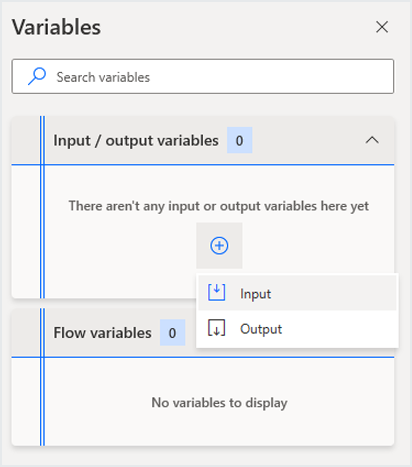 Variables
Search variables
Input / output variables 0
There aren't any input or output variables here yet
Input
Output
Flow variables 0
No variables to display